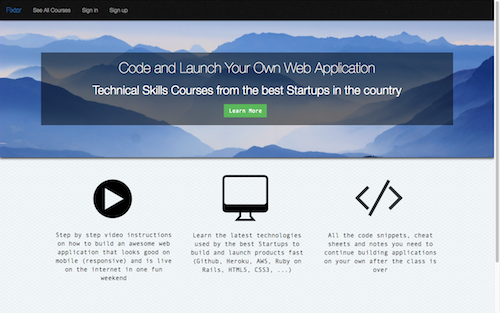 Fixtor See All Courses Sign in Sign up
Code and Launch Your Own Web Application
Technical Skills Courses from the best Startups in the country
Learn More
Step by step video instructions
on how to build an awesome web
application that looks good on
mobile (responsive) and is live
on the internet in one fun
weekend
Learn the latest technologies
used by the best Startups to
build and launch products fast
(Github, Heroku, AWS, Ruby on
Rails, HTML5, CSS3, ...)
All the code snippets, cheat
sheets and notes you need to
continue building applications
on your own after the class is
over